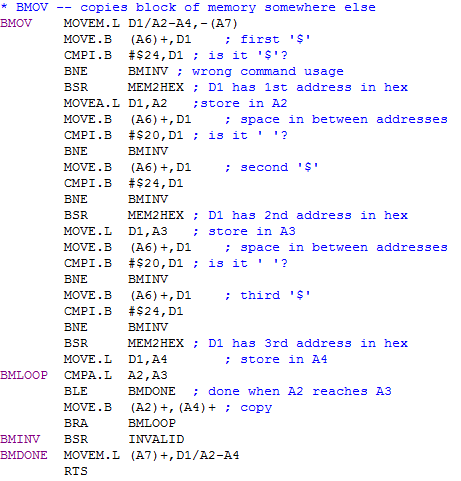 * BMOV -- copies block of memory somewhere else
BMOV    MOVEM.L D1/A2-A4,-(A7)
        MOVE.B  (A6)+,D1    ; first '$'
        CMPI.B  #$24,D1 ; is it '$'?
        BNE     BMINV ; wrong command usage
        BSR     MEM2HEX ; D1 has 1st address in hex
        MOVEA.L D1,A2   ;store in A2
        MOVE.B  (A6)+,D1    ; space in between addresses
        CMPI.B  #$20,D1 ; is it ' '?
        BNE     BMINV
        MOVE.B  (A6)+,D1    ; second '$'
        CMPI.B  #$24,D1
        BNE     BMINV
        BSR     MEM2HEX ; D1 has 2nd address in hex
        MOVE.L  D1,A3   ; store in A3
        MOVE.B  (A6)+,D1    ; space in between addresses
        CMPI.B  #$20,D1 ; is it ' '?
        BNE     BMINV
        MOVE.B  (A6)+,D1    ; third '$'
        CMPI.B  #$24,D1
        BNE     BMINV
        BSR     MEM2HEX ; D1 has 3rd address in hex
        MOVE.L  D1,A4       ; store in A4
BMLOOP  CMPA.L  A2,A3
        BLE     BMDONE  ; done when A2 reaches A3
        MOVE.B  (A2)+,(A4)+ ; copy
        BRA     BMLOOP
BMINV   BSR     INVALID
BMDONE  MOVEM.L (A7)+,D1/A2-A4
        RTS